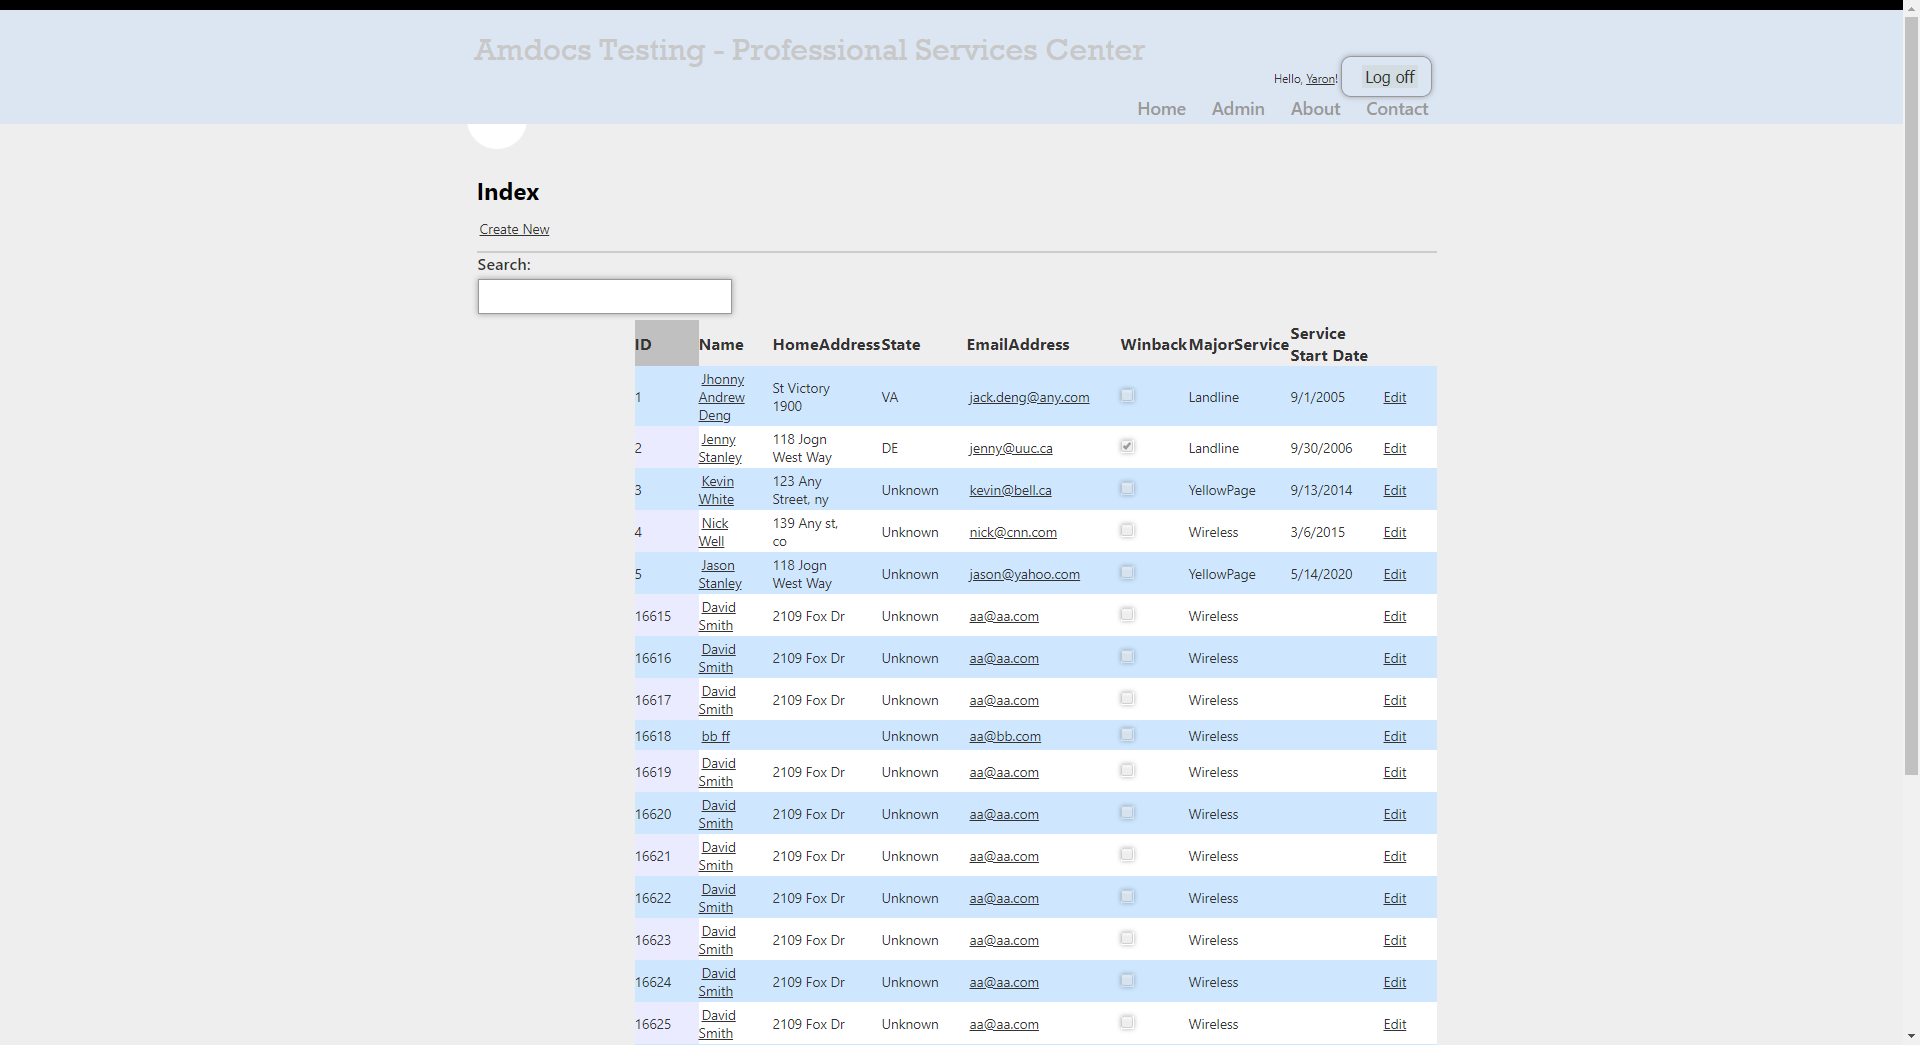 Amdocs Testing - Professional Services Center
Hello, Yaron! Log off
Home Admin About Contact
Index
Create New
Search:
ID Name HomeAddress State EmailAddress Winback MajorService Service Start Date
1 Jhonny Andrew Deng St Victory 1900 VA jack.deng@any.com Landline 9/1/2005 Edit
2 Jenny Stanley 118 Jogn West Way DE jenny@uuc.ca Landline 9/30/2006 Edit
3 Kevin White 123 Any Street, ny Unknown kevin@bell.ca YellowPage 9/13/2014 Edit
4 Nick Well 139 Any st, co Unknown nick@cnn.com Wireless 3/6/2015 Edit
5 Jason Stanley 118 Jogn West Way Unknown jason@yahoo.com YellowPage 5/14/2020 Edit
16615 David Smith 2109 Fox Dr Unknown aa@aa.com Wireless Edit
16616 David Smith 2109 Fox Dr Unknown aa@aa.com Wireless Edit
16617 David Smith 2109 Fox Dr Unknown aa@aa.com Wireless Edit
16618 bb ff Unknown aa@bb.com Wireless Edit
16619 David Smith 2109 Fox Dr Unknown aa@aa.com Wireless Edit
16620 David Smith 2109 Fox Dr Unknown aa@aa.com Wireless Edit
16621 David Smith 2109 Fox Dr Unknown aa@aa.com Wireless Edit
16622 David Smith 2109 Fox Dr Unknown aa@aa.com Wireless Edit
16623 David Smith 2109 Fox Dr Unknown aa@aa.com Wireless Edit
16624 David Smith 2109 Fox Dr Unknown aa@aa.com Wireless Edit
16625 David Smith 2109 Fox Dr Unknown aa@aa.com Wireless Edit